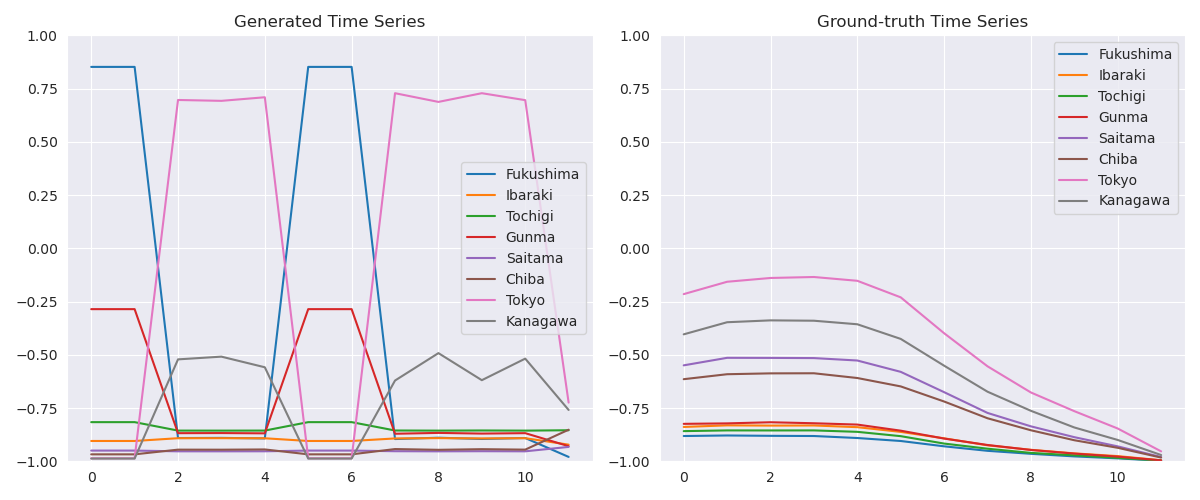 Generated Time Series
1.00
0.75
0.50
0.25
0.00
−0.25
−0.50
−0.75
−1.00
0 2 4 6 8 10
Fukushima
Ibaraki
Tochigi
Gunma
Saitama
Chiba
Tokyo
Kanagawa
Ground-truth Time Series
1.00
0.75
0.50
0.25
0.00
−0.25
−0.50
−0.75
−1.00
0 2 4 6 8 10
Fukushima
Ibaraki
Tochigi
Gunma
Saitama
Chiba
Tokyo
Kanagawa